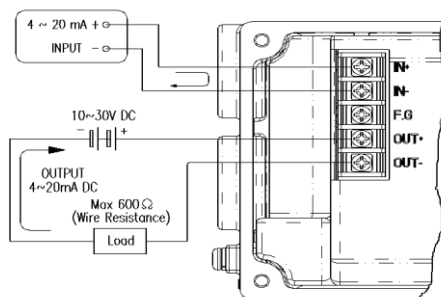 4 ~ 20 mA +
INPUT -
10~30V DC
- +
OUTPUT
4~20mA DC
Max 600Ω
(Wire Resistance)
Load
IN+
IN-
F.G
OUT+
OUT-